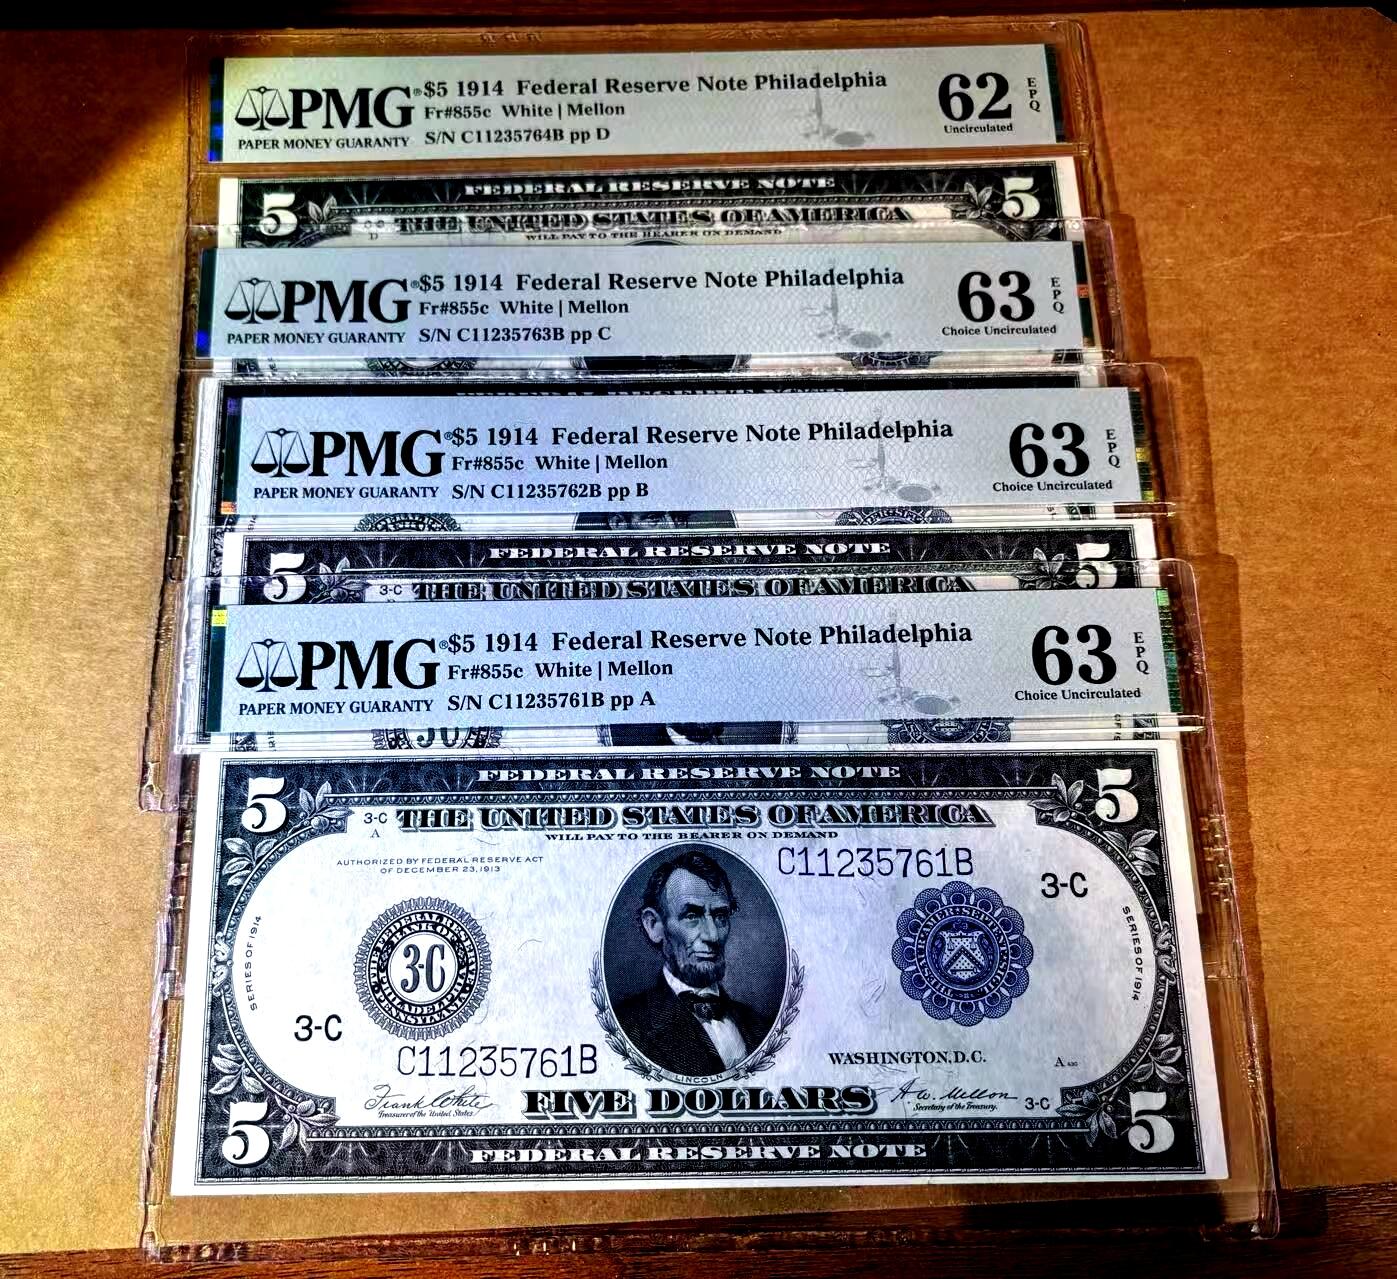 PMG® $5 1914 Federal Reserve Note Philadelphia 62 EPQ
Fr#855c White | Mellon
PAPER MONEY GUARANTY S/N C11235764B pp D Uncirculated
FEDERAL RESERVE NOTE
5 5
D THE UNITED STATES OF AMERICA
WILL PAY TO THE BEARER ON DEMAND
PMG® $5 1914 Federal Reserve Note Philadelphia 63 EPQ
Fr#855c White | Mellon
PAPER MONEY GUARANTY S/N C11235763B pp C Choice Uncirculated
PMG® $5 1914 Federal Reserve Note Philadelphia 63 EPQ
Fr#855c White | Mellon
PAPER MONEY GUARANTY S/N C11235762B pp B Choice Uncirculated
FEDERAL RESERVE NOTE
5 5
3-C THE UNITED STATES OF AMERICA
PMG® $5 1914 Federal Reserve Note Philadelphia 63 EPQ
Fr#855c White | Mellon
PAPER MONEY GUARANTY S/N C11235761B pp A Choice Uncirculated
FEDERAL RESERVE NOTE
5 5
3-C THE UNITED STATES OF AMERICA
A
WILL PAY TO THE BEARER ON DEMAND
AUTHORIZED BY FEDERAL RESERVE ACT
OF DECEMBER 23, 1913
C11235761B
3-C
SERIES OF 1914
3-C
SERIES OF 1914
3-C
C11235761B
LINCOLN
WASHINGTON, D.C.
A
Frank White
Treasurer of the United States.
FIVE DOLLARS
A.W. Mellon
Secretary of the Treasury.
3-C
5 5
FEDERAL RESERVE NOTE